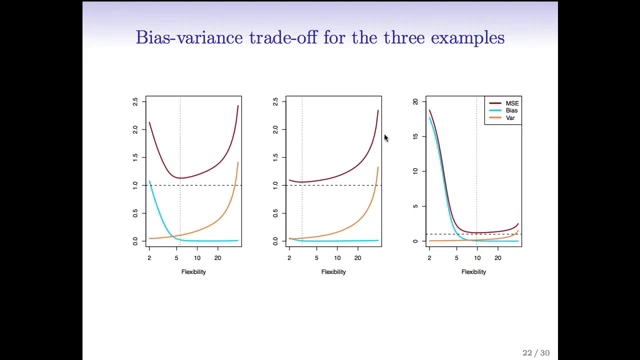 Bias-variance trade-off for the three examples
2.5
2.0
1.5
1.0
0.5
0.0
2 5 10 20
Flexibility
2.5
2.0
1.5
1.0
0.5
0.0
2 5 10 20
Flexibility
20
15
10
5
0
MSE
Bias
Var
2 5 10 20
Flexibility
22 / 30